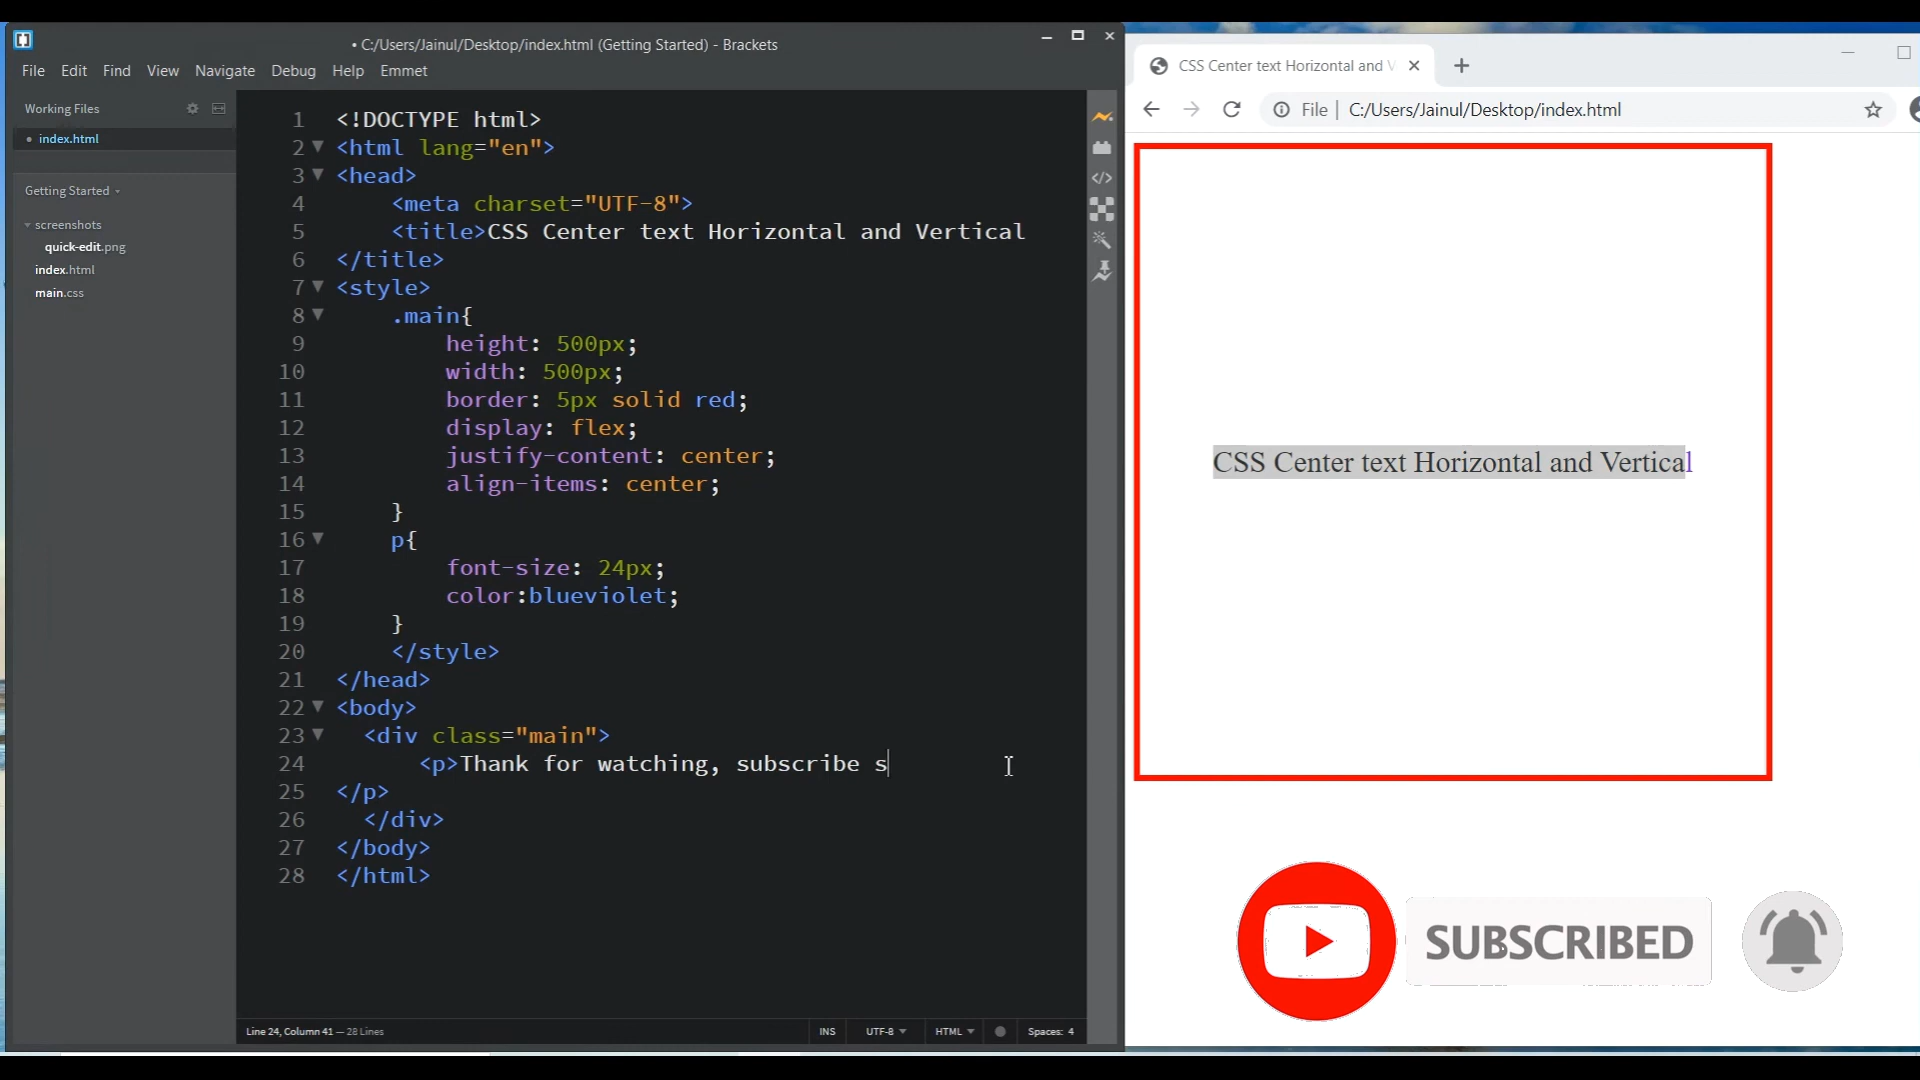 • C:/Users/Jainul/Desktop/index.html (Getting Started) - Brackets
File Edit Find View Navigate Debug Help Emmet
Working Files
• index.html
Getting Started
screenshots
quick-edit.png
index.html
main.css
1 <!DOCTYPE html>
2 <html lang="en">
3 <head>
4 <meta charset="UTF-8">
5 <title>CSS Center text Horizontal and Vertical
6 </title>
7 <style>
8 .main{
9 height: 500px;
10 width: 500px;
11 border: 5px solid red;
12 display: flex;
13 justify-content: center;
14 align-items: center;
15 }
16 p{
17 font-size: 24px;
18 color:blueviolet;
19 }
20 </style>
21 </head>
22 <body>
23 <div class="main">
24 <p>Thank for watching, subscribe s
25 </p>
26 </div>
27 </body>
28 </html>
Line 24, Column 41 — 28 Lines
INS UTF-8 HTML Spaces: 4
CSS Center text Horizontal and V
File | C:/Users/Jainul/Desktop/index.html
CSS Center text Horizontal and Vertical
SUBSCRIBED